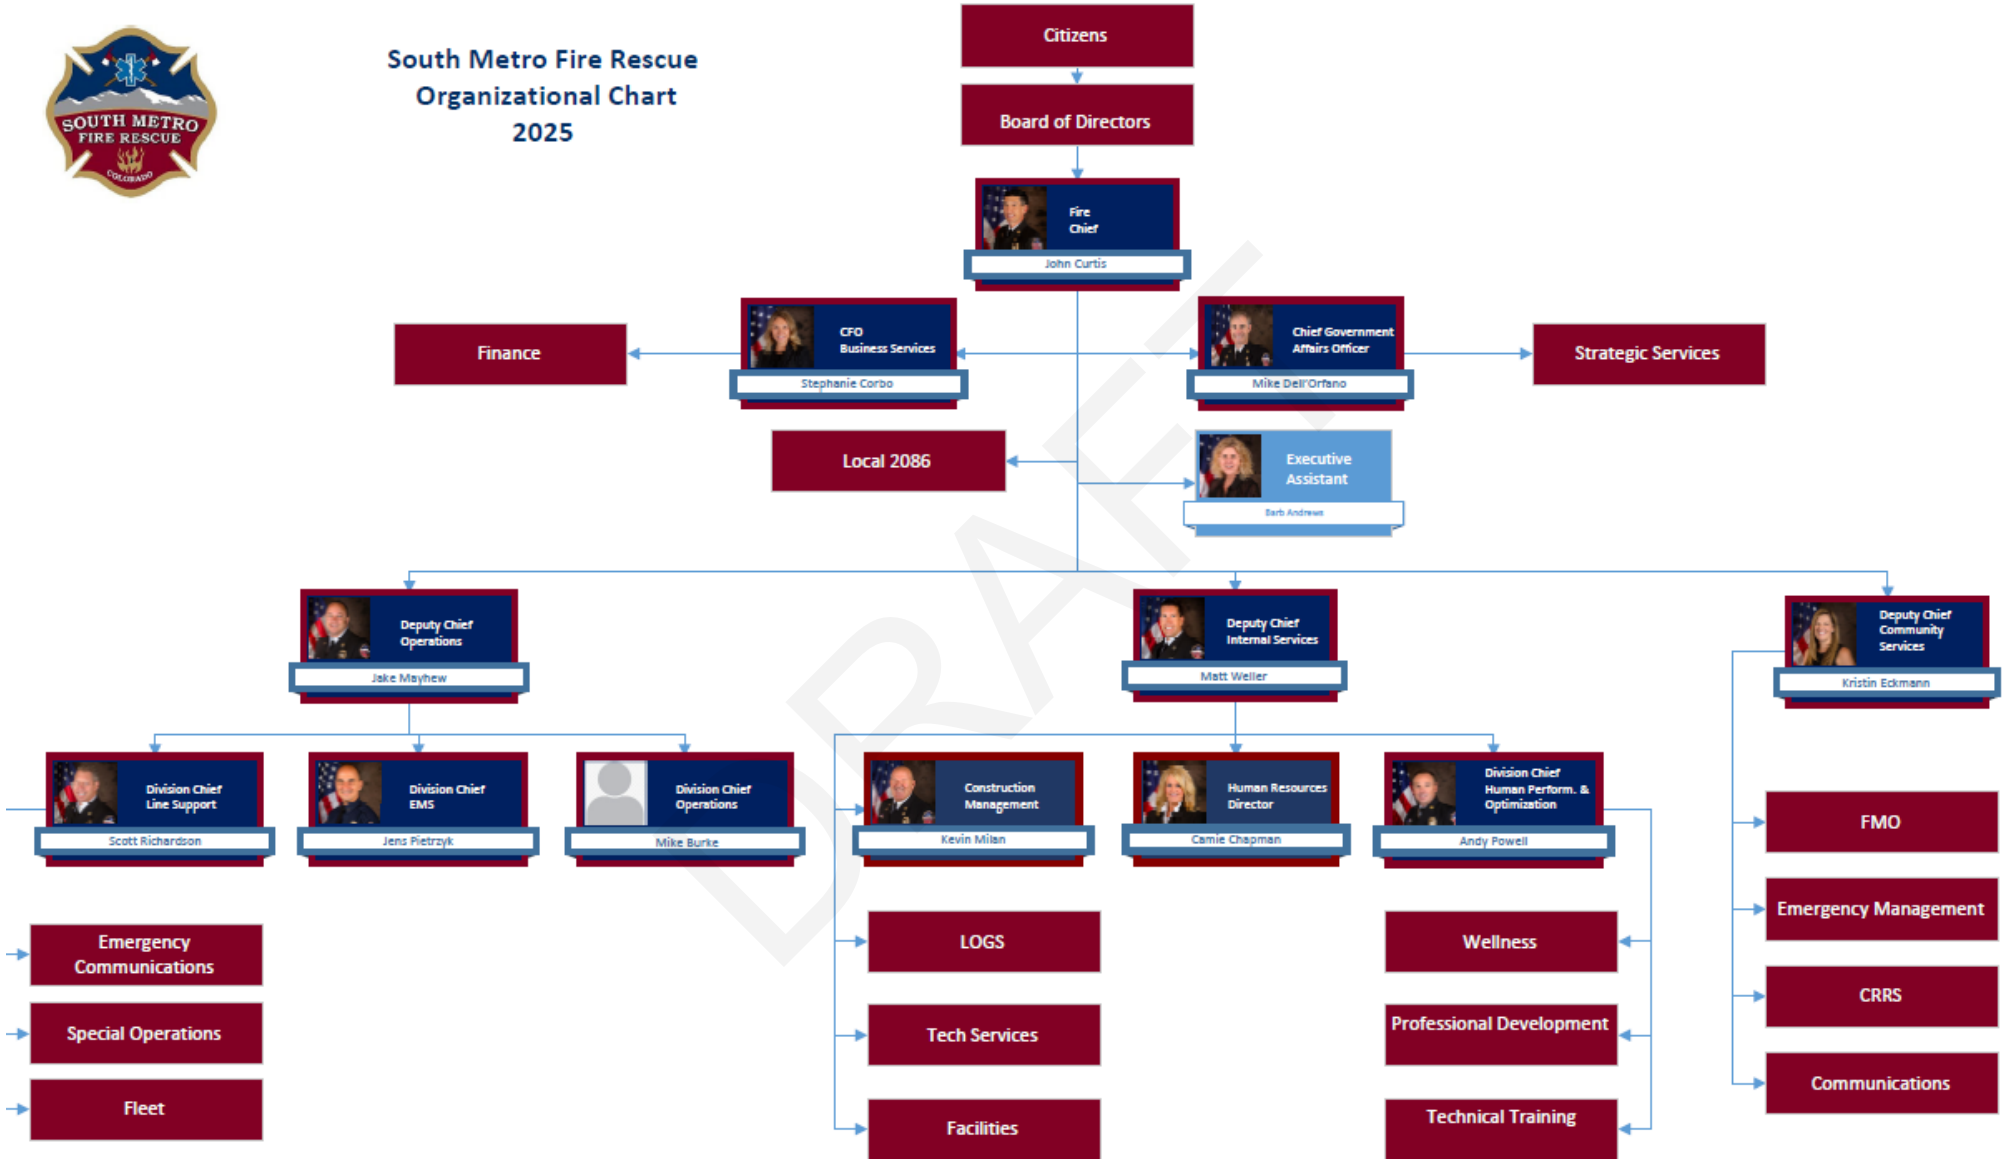 SOUTH METRO
FIRE RESCUE
COLORADO
South Metro Fire Rescue
Organizational Chart
2025
Citizens
Board of Directors
Fire
Chief
John Curtis
Finance
CFO
Business Services
Stephanie Corbo
Chief Government
Affairs Officer
Mike Dell'Orfano
Strategic Services
Local 2086
Executive
Assistant
Barb Andrews
DRAFT
Deputy Chief
Operations
Jake Mayhew
Deputy Chief
Internal Services
Matt Weller
Deputy Chief
Community
Services
Kristin Eckmann
Division Chief
Line Support
Scott Richardson
Division Chief
EMS
Jens Pietrzyk
Division Chief
Operations
Mike Burke
Construction
Management
Kevin Milan
Human Resources
Director
Camie Chapman
Division Chief
Human Perform. &
Optimization
Andy Powell
Emergency
Communications
Special Operations
Fleet
LOGS
Tech Services
Facilities
Wellness
Professional Development
Technical Training
FMO
Emergency Management
CRRS
Communications